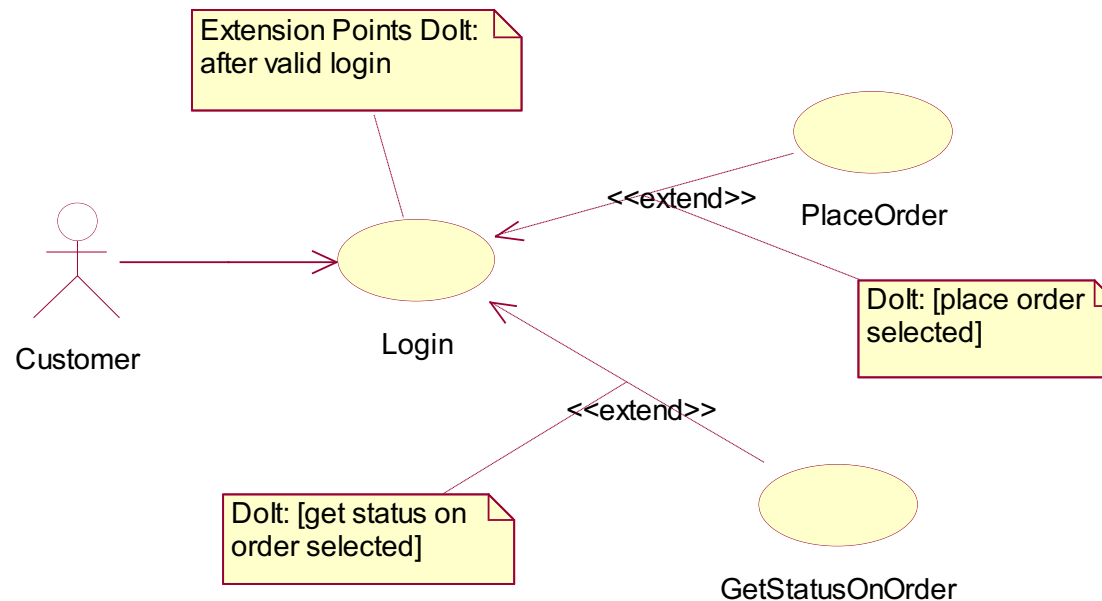 Extension Points DoIt:
after valid login
<<extend>>
PlaceOrder
DoIt: [place order
selected]
Login
Customer
<<extend>>
DoIt: [get status on
order selected]
GetStatusOnOrder